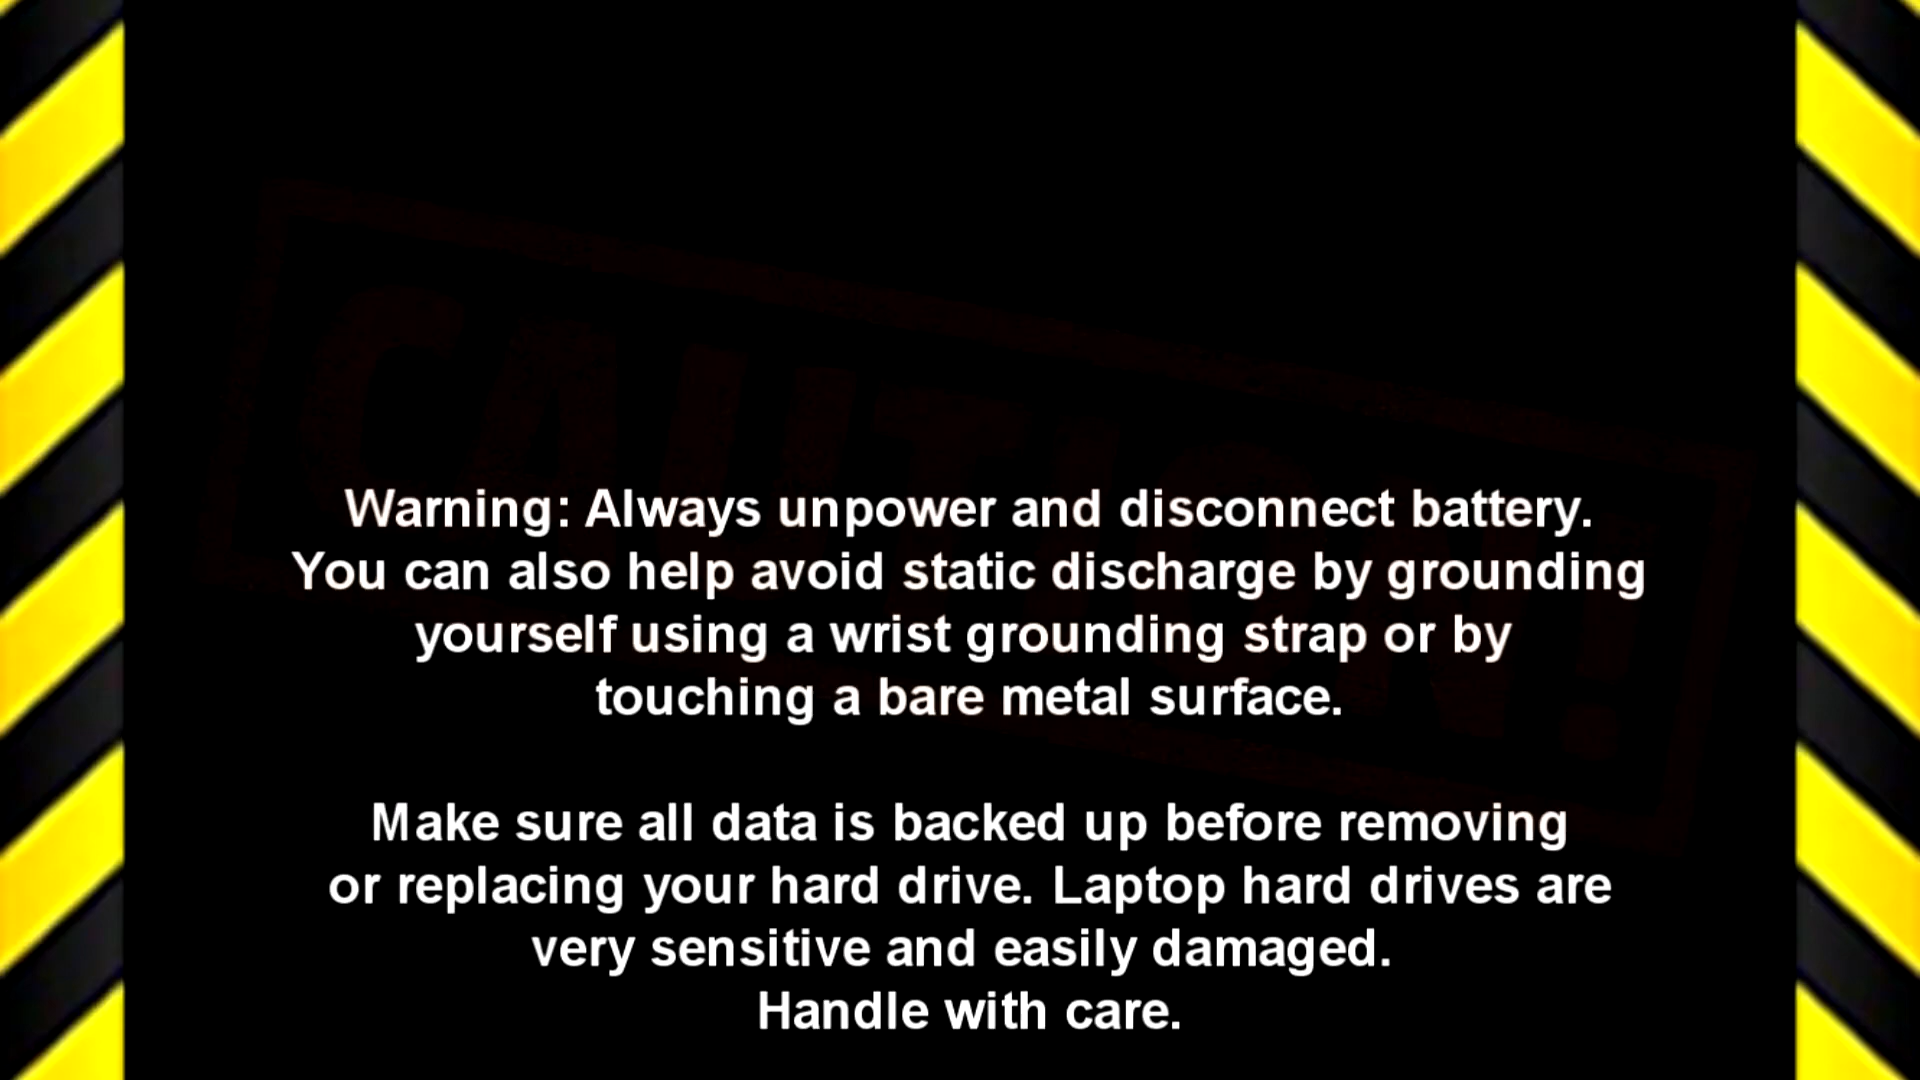 CAUTION!
Warning: Always unpower and disconnect battery.
You can also help avoid static discharge by grounding
yourself using a wrist grounding strap or by
touching a bare metal surface.
Make sure all data is backed up before removing
or replacing your hard drive. Laptop hard drives are
very sensitive and easily damaged.
Handle with care.